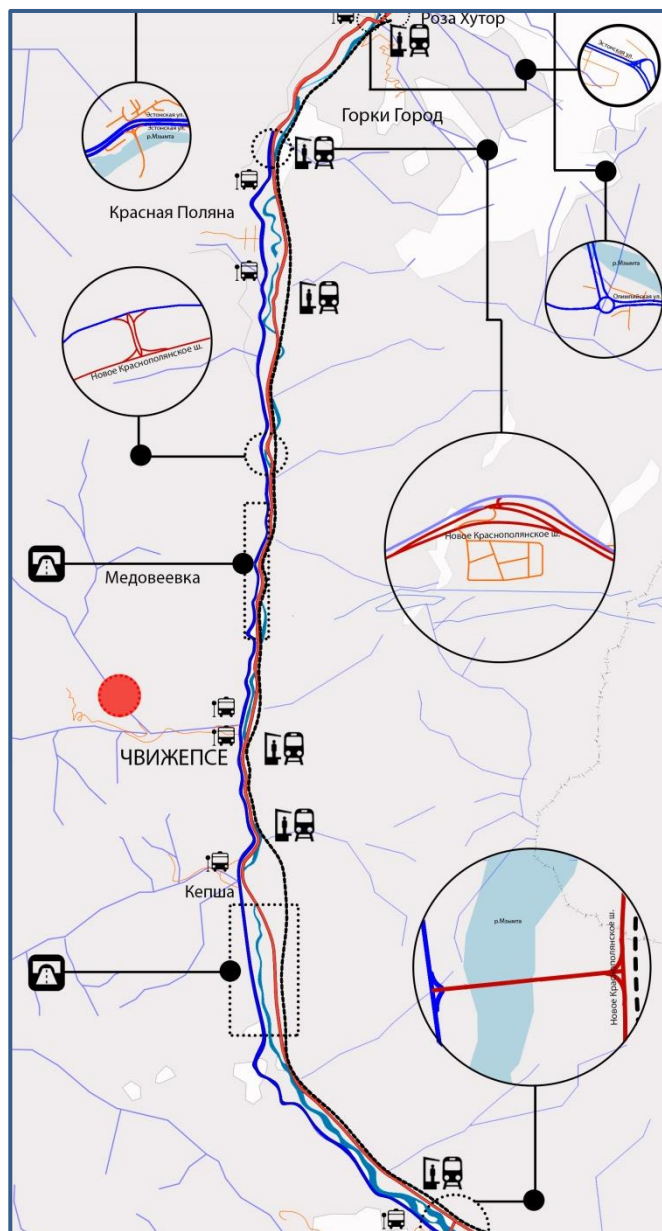 Роза Хутор
Эстонская ул.
Эстонская ул.
Эстонская ул.
р.Мзымта
Горки Город
Красная Поляна
р.Мзымта
Олимпийская ул.
Новое Краснополянское ш.
Новое Краснополянское ш.
Медовеевка
ЧВИЖЕПСЕ
Кепша
р.Мзымта
Новое Краснополянское ш.